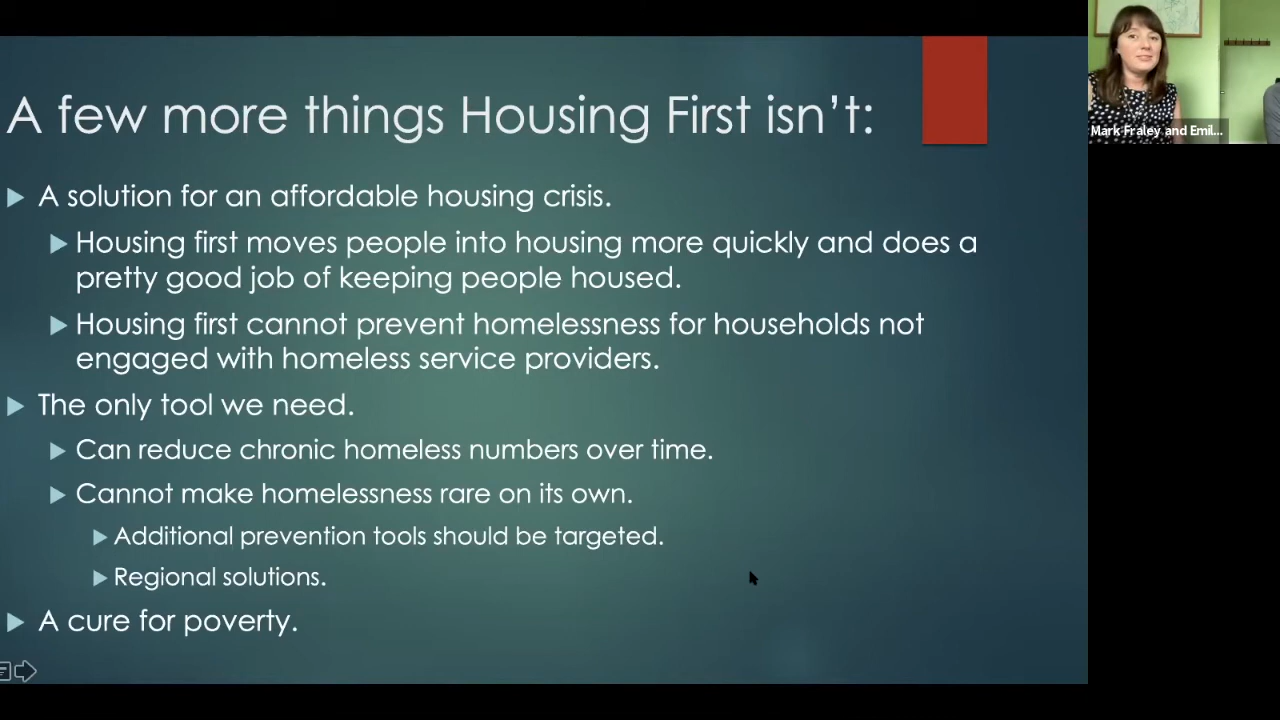 A few more things Housing First isn't:
A solution for an affordable housing crisis.
Housing first moves people into housing more quickly and does a
pretty good job of keeping people housed.
Housing first cannot prevent homelessness for households not
engaged with homeless service providers.
The only tool we need.
Can reduce chronic homeless numbers over time.
Cannot make homelessness rare on its own.
Additional prevention tools should be targeted.
Regional solutions.
A cure for poverty.
Mark Fraley and Emil...